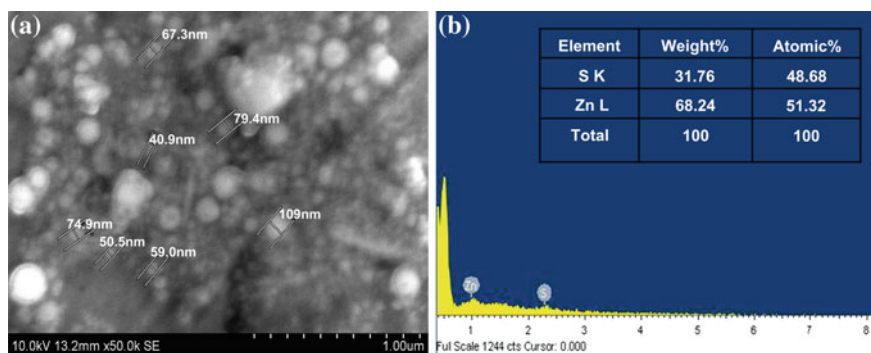 (a)
67.3nm
79.4nm
40.9nm
109nm
74.9nm
50.5nm
59.0nm
10.0kV 13.2mm x50.0k SE
1.00um
(b)
Element Weight% Atomic%
S K 31.76 48.68
Zn L 68.24 51.32
Total 100 100
Zn
S
1 2 3 4 5 6 7 8
Full Scale 1244 cts Cursor: 0.000